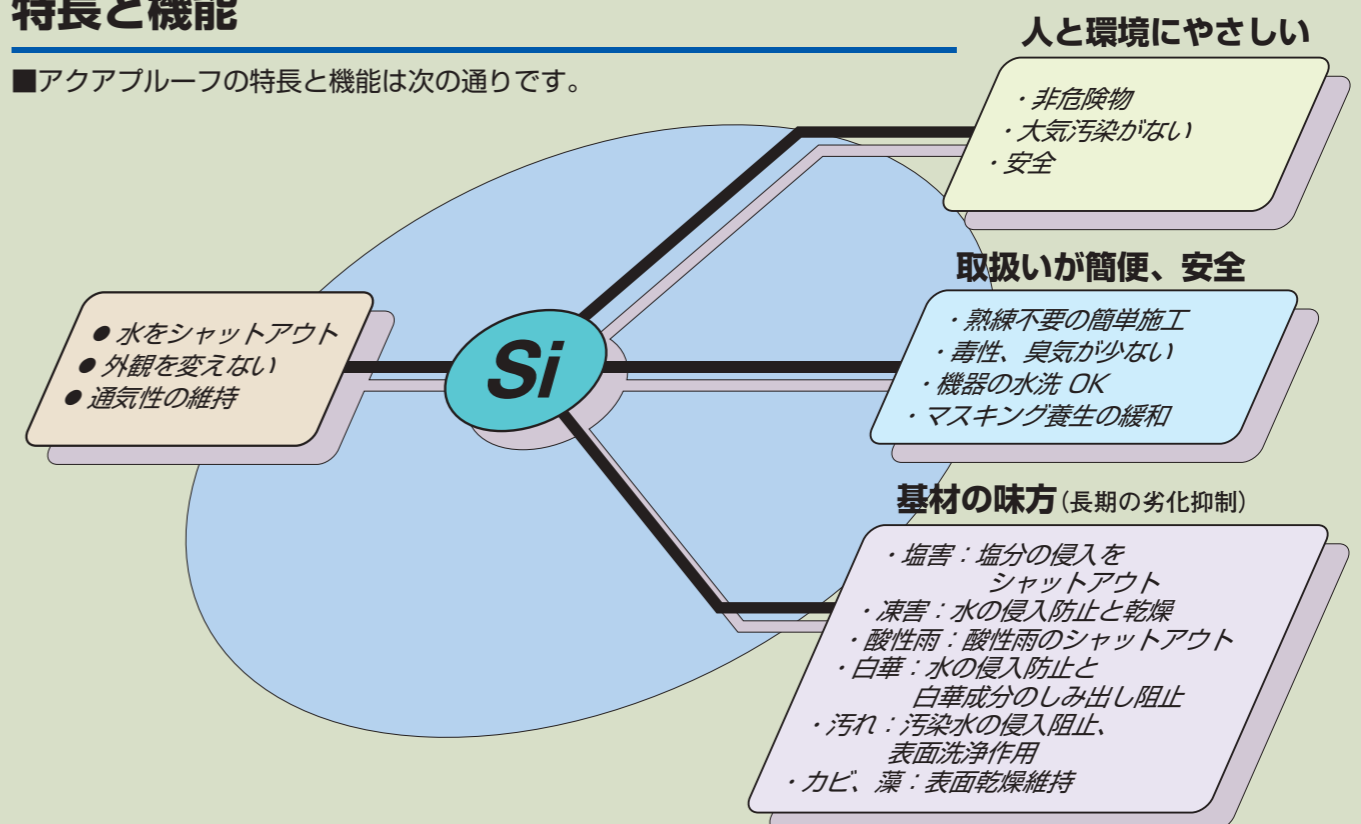 特長と機能
■アクアプルーフの特長と機能は次の通りです。
人と環境にやさしい
・非危険物
・大気汚染がない
・安全
取扱いが簡便、安全
・熟練不要の簡単施工
・毒性、臭気が少ない
・機器の水洗 OK
・マスキング養生の緩和
● 水をシャットアウト
● 外観を変えない
● 通気性の維持
Si
基材の味方(長期の劣化抑制)
・塩害：塩分の侵入を
シャットアウト
・凍害：水の侵入防止と乾燥
・酸性雨：酸性雨のシャットアウト
・白華：水の侵入防止と
白華成分のしみ出し阻止
・汚れ：汚染水の侵入阻止、
表面洗浄作用
・カビ、藻：表面乾燥維持